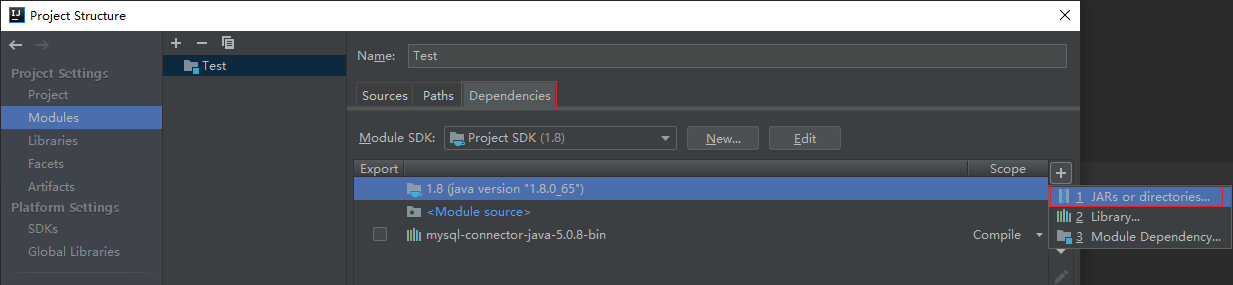 Project Structure
Project Settings
Project
Modules
Libraries
Facets
Artifacts
Platform Settings
SDKs
Global Libraries
Test
Name: Test
Sources Paths Dependencies
Module SDK: Project SDK (1.8) New... Edit
Export Scope
1.8 (java version "1.8.0_65")
<Module source>
mysql-connector-java-5.0.8-bin Compile
1 JARs or directories...
2 Library...
3 Module Dependency...